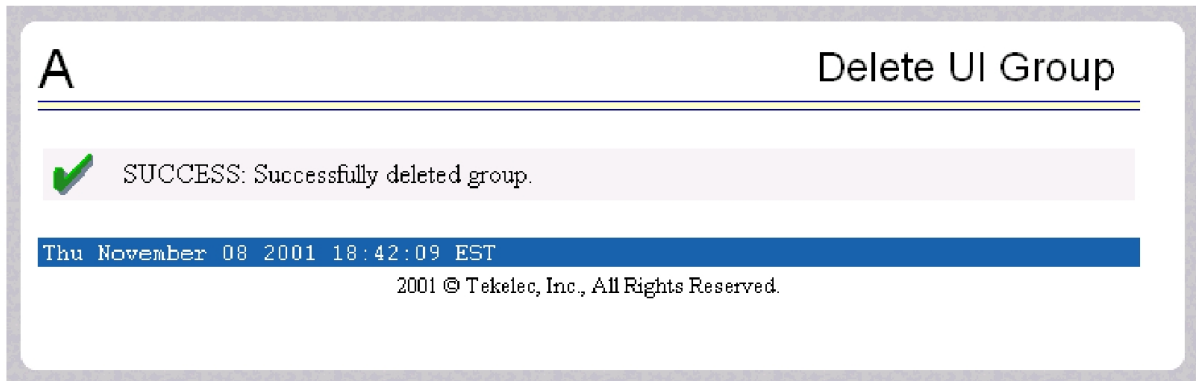 A
Delete UI Group
SUCCESS: Successfully deleted group.
Thu November 08 2001 18:42:09 EST
2001 © Tekelec, Inc., All Rights Reserved.